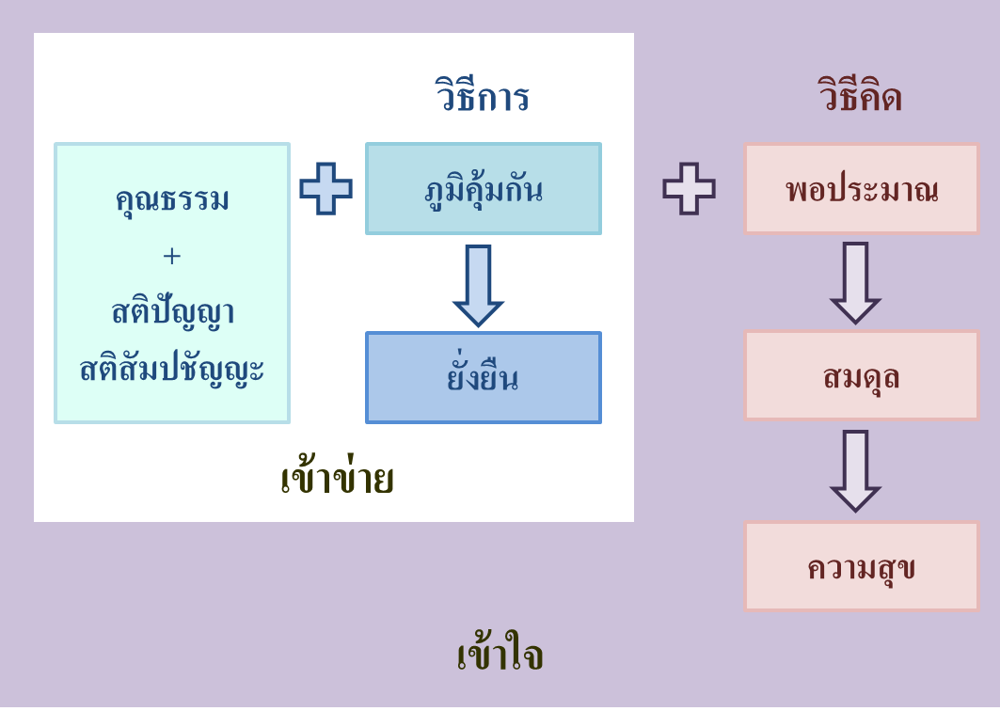 วิธีการ
วิธีคิด
คุณธรรม
+
สติปัญญา
สติสัมปชัญญะ
ภูมิคุ้มกัน
ยั่งยืน
พอประมาณ
สมดุล
ความสุข
เข้าข่าย
เข้าใจ